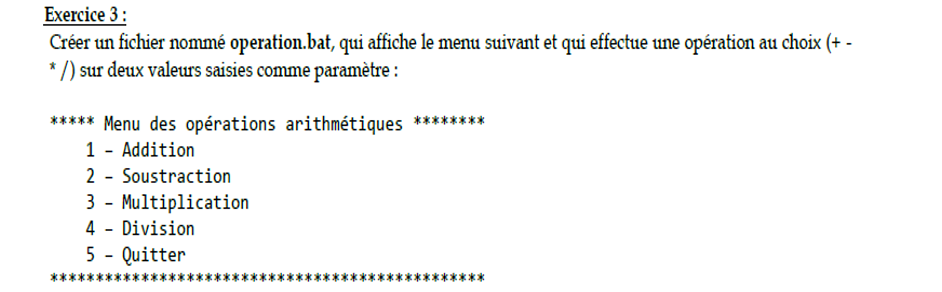 Exercice 3 :
Créer un fichier nommé operation.bat, qui affiche le menu suivant et qui effectue une opération au choix (+ -
* /) sur deux valeurs saisies comme paramètre :
***** Menu des opérations arithmétiques ********
1 – Addition
2 – Soustraction
3 – Multiplication
4 – Division
5 – Quitter
************************************************